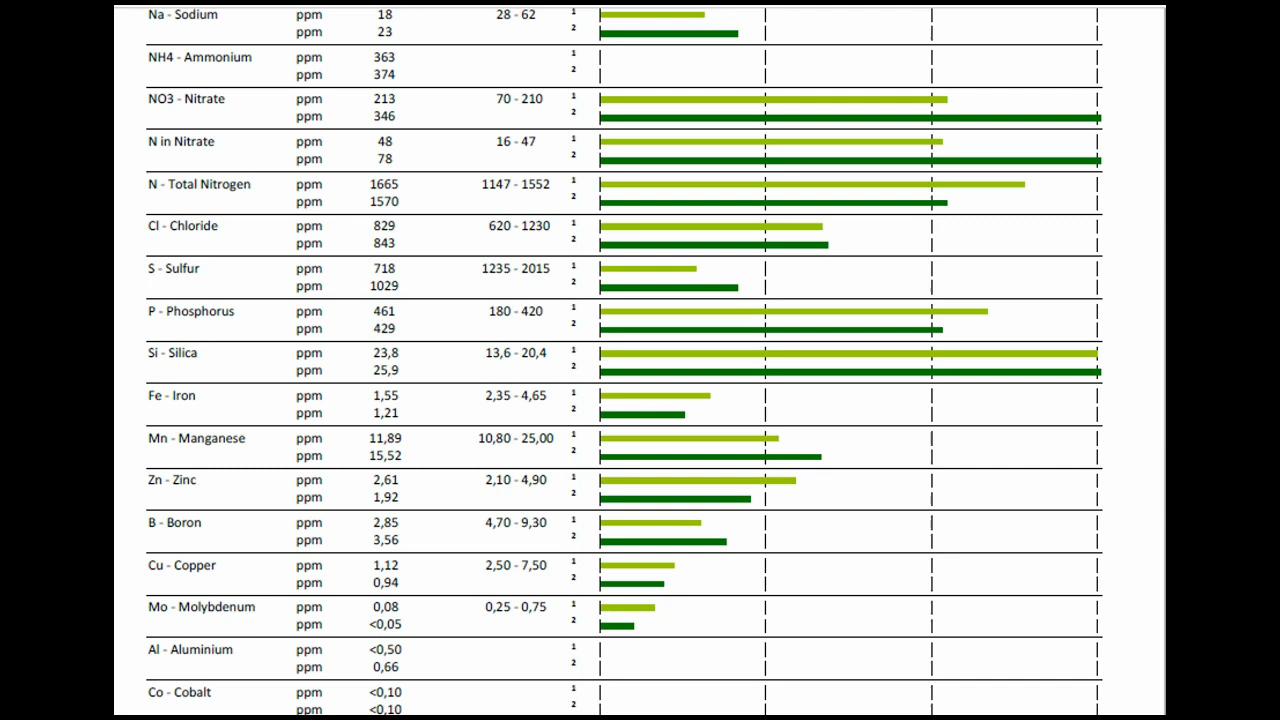 Na - Sodium ppm 18 28 - 62 1
ppm 23 2
NH4 - Ammonium ppm 363 1
ppm 374 2
NO3 - Nitrate ppm 213 70 - 210 1
ppm 346 2
N in Nitrate ppm 48 16 - 47 1
ppm 78 2
N - Total Nitrogen ppm 1665 1147 - 1552 1
ppm 1570 2
Cl - Chloride ppm 829 620 - 1230 1
ppm 843 2
S - Sulfur ppm 718 1235 - 2015 1
ppm 1029 2
P - Phosphorus ppm 461 180 - 420 1
ppm 429 2
Si - Silica ppm 23,8 13,6 - 20,4 1
ppm 25,9 2
Fe - Iron ppm 1,55 2,35 - 4,65 1
ppm 1,21 2
Mn - Manganese ppm 11,89 10,80 - 25,00 1
ppm 15,52 2
Zn - Zinc ppm 2,61 2,10 - 4,90 1
ppm 1,92 2
B - Boron ppm 2,85 4,70 - 9,30 1
ppm 3,56 2
Cu - Copper ppm 1,12 2,50 - 7,50 1
ppm 0,94 2
Mo - Molybdenum ppm 0,08 0,25 - 0,75 1
ppm <0,05 2
Al - Aluminium ppm <0,50 1
ppm 0,66 2
Co - Cobalt ppm <0,10 1
ppm <0,10 2